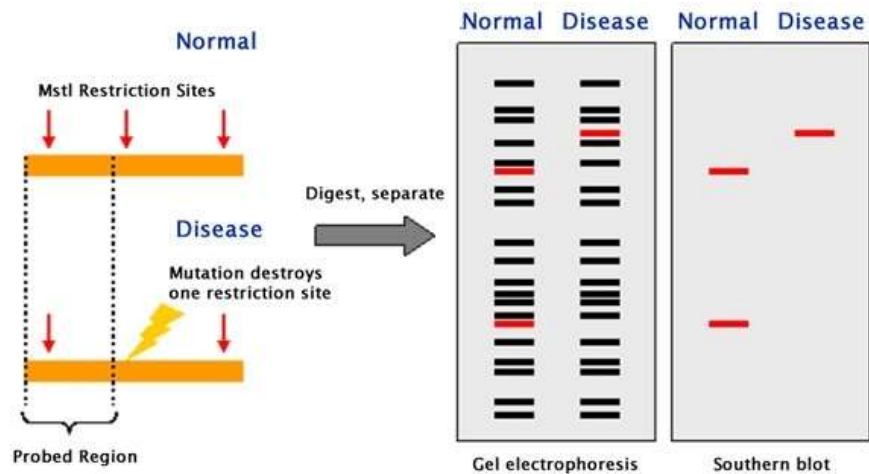 Normal
MstI Restriction Sites
Disease
Mutation destroys
one restriction site
Probed Region
Digest, separate
Normal Disease
Gel electrophoresis
Normal Disease
Southern blot